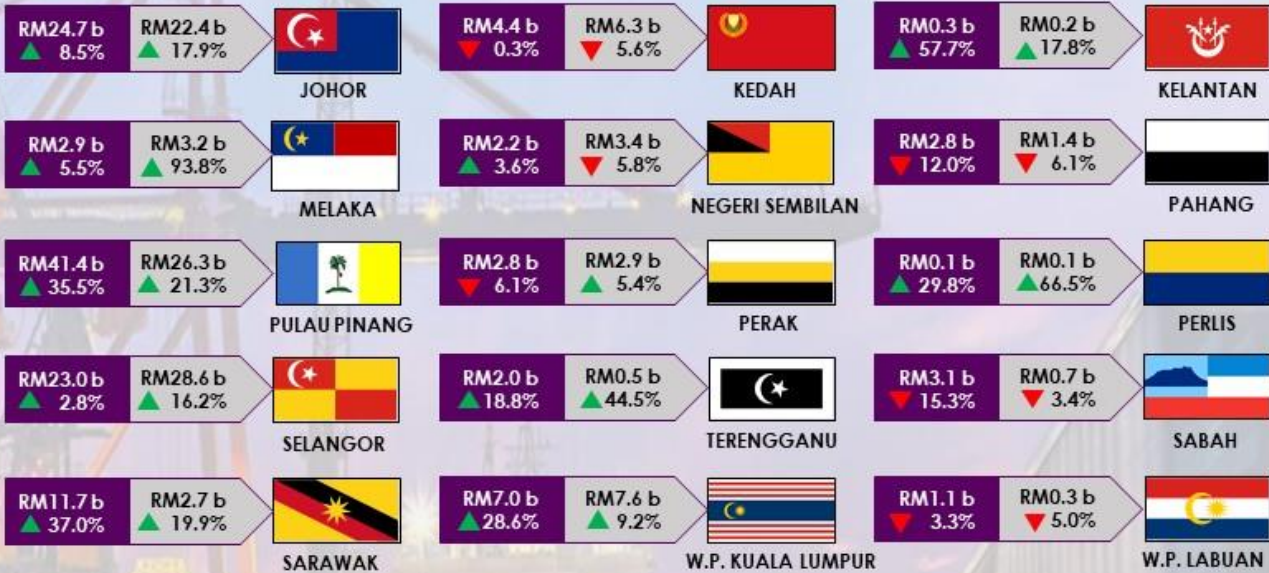 RM24.7 b RM22.4 b
▲ 8.5% ▲ 17.9%
JOHOR
RM4.4 b RM6.3 b
▼ 0.3% ▼ 5.6%
KEDAH
RM0.3 b RM0.2 b
▲ 57.7% ▲ 17.8%
KELANTAN
RM2.9 b RM3.2 b
▲ 5.5% ▲ 93.8%
MELAKA
RM2.2 b RM3.4 b
▲ 3.6% ▼ 5.8%
NEGERI SEMBILAN
RM2.8 b RM1.4 b
▼ 12.0% ▼ 6.1%
PAHANG
RM41.4 b RM26.3 b
▲ 35.5% ▲ 21.3%
PULAU PINANG
RM2.8 b RM2.9 b
▼ 6.1% ▲ 5.4%
PERAK
RM0.1 b RM0.1 b
▲ 29.8% ▲ 66.5%
PERLIS
RM23.0 b RM28.6 b
▲ 2.8% ▲ 16.2%
SELANGOR
RM2.0 b RM0.5 b
▲ 18.8% ▲ 44.5%
TERENGGANU
RM3.1 b RM0.7 b
▼ 15.3% ▼ 3.4%
SABAH
RM11.7 b RM2.7 b
▲ 37.0% ▲ 19.9%
SARAWAK
RM7.0 b RM7.6 b
▲ 28.6% ▲ 9.2%
W.P. KUALA LUMPUR
RM1.1 b RM0.3 b
▼ 3.3% ▼ 5.0%
W.P. LABUAN